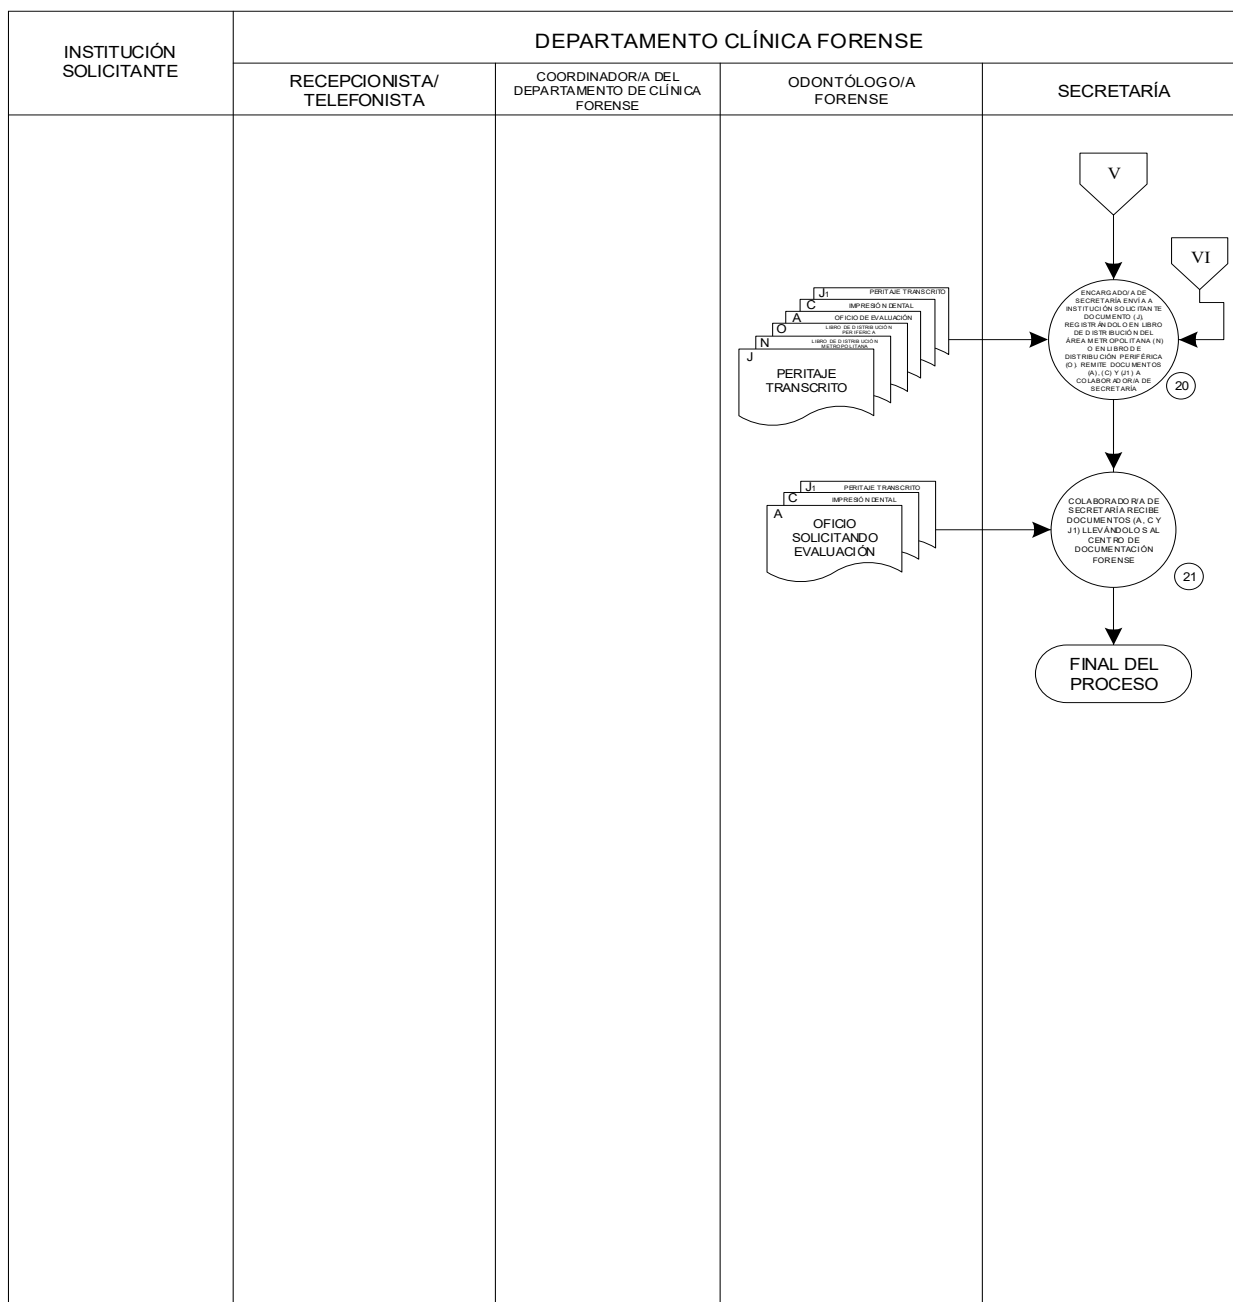 INSTITUCIÓN
SOLICITANTE
DEPARTAMENTO CLÍNICA FORENSE
RECEPCIONISTA/
TELEFONISTA
COORDINADOR/A DEL
DEPARTAMENTO DE CLÍNICA
FORENSE
ODONTÓLOGO/A
FORENSE
SECRETARÍA
V
VI
J1 PERITAJE TRANSCRITO
C IMPRESIÓN DENTAL
A OFICIO DE EVALUACIÓN
O LIBRO DE DISTRIBUCIÓN
PERIFÉRICA
N LIBRO DE DISTRIBUCIÓN
METROPOLITANA
J
PERITAJE
TRANSCRITO
ENCARGADO/A DE
SECRETARÍA ENVÍA A
INSTITUCIÓN SOLICITANTE
DOCUMENTO (J),
REGISTRÁNDOLO EN LIBRO
DE DISTRIBUCIÓN DEL
ÁREA METROPOLITANA (N)
O EN LIBRO DE
DISTRIBUCIÓN PERIFÉRICA
(O). REMITE DOCUMENTOS
(A), (C) Y (J1) A
COLABORADOR/A DE
SECRETARÍA
20
J1 PERITAJE TRANSCRITO
C IMPRESIÓN DENTAL
A
OFICIO
SOLICITANDO
EVALUACIÓN
COLABORADOR/A DE
SECRETARÍA RECIBE
DOCUMENTOS (A, C Y
J1) LLEVÁNDOLOS AL
CENTRO DE
DOCUMENTACIÓN
FORENSE
21
FINAL DEL
PROCESO